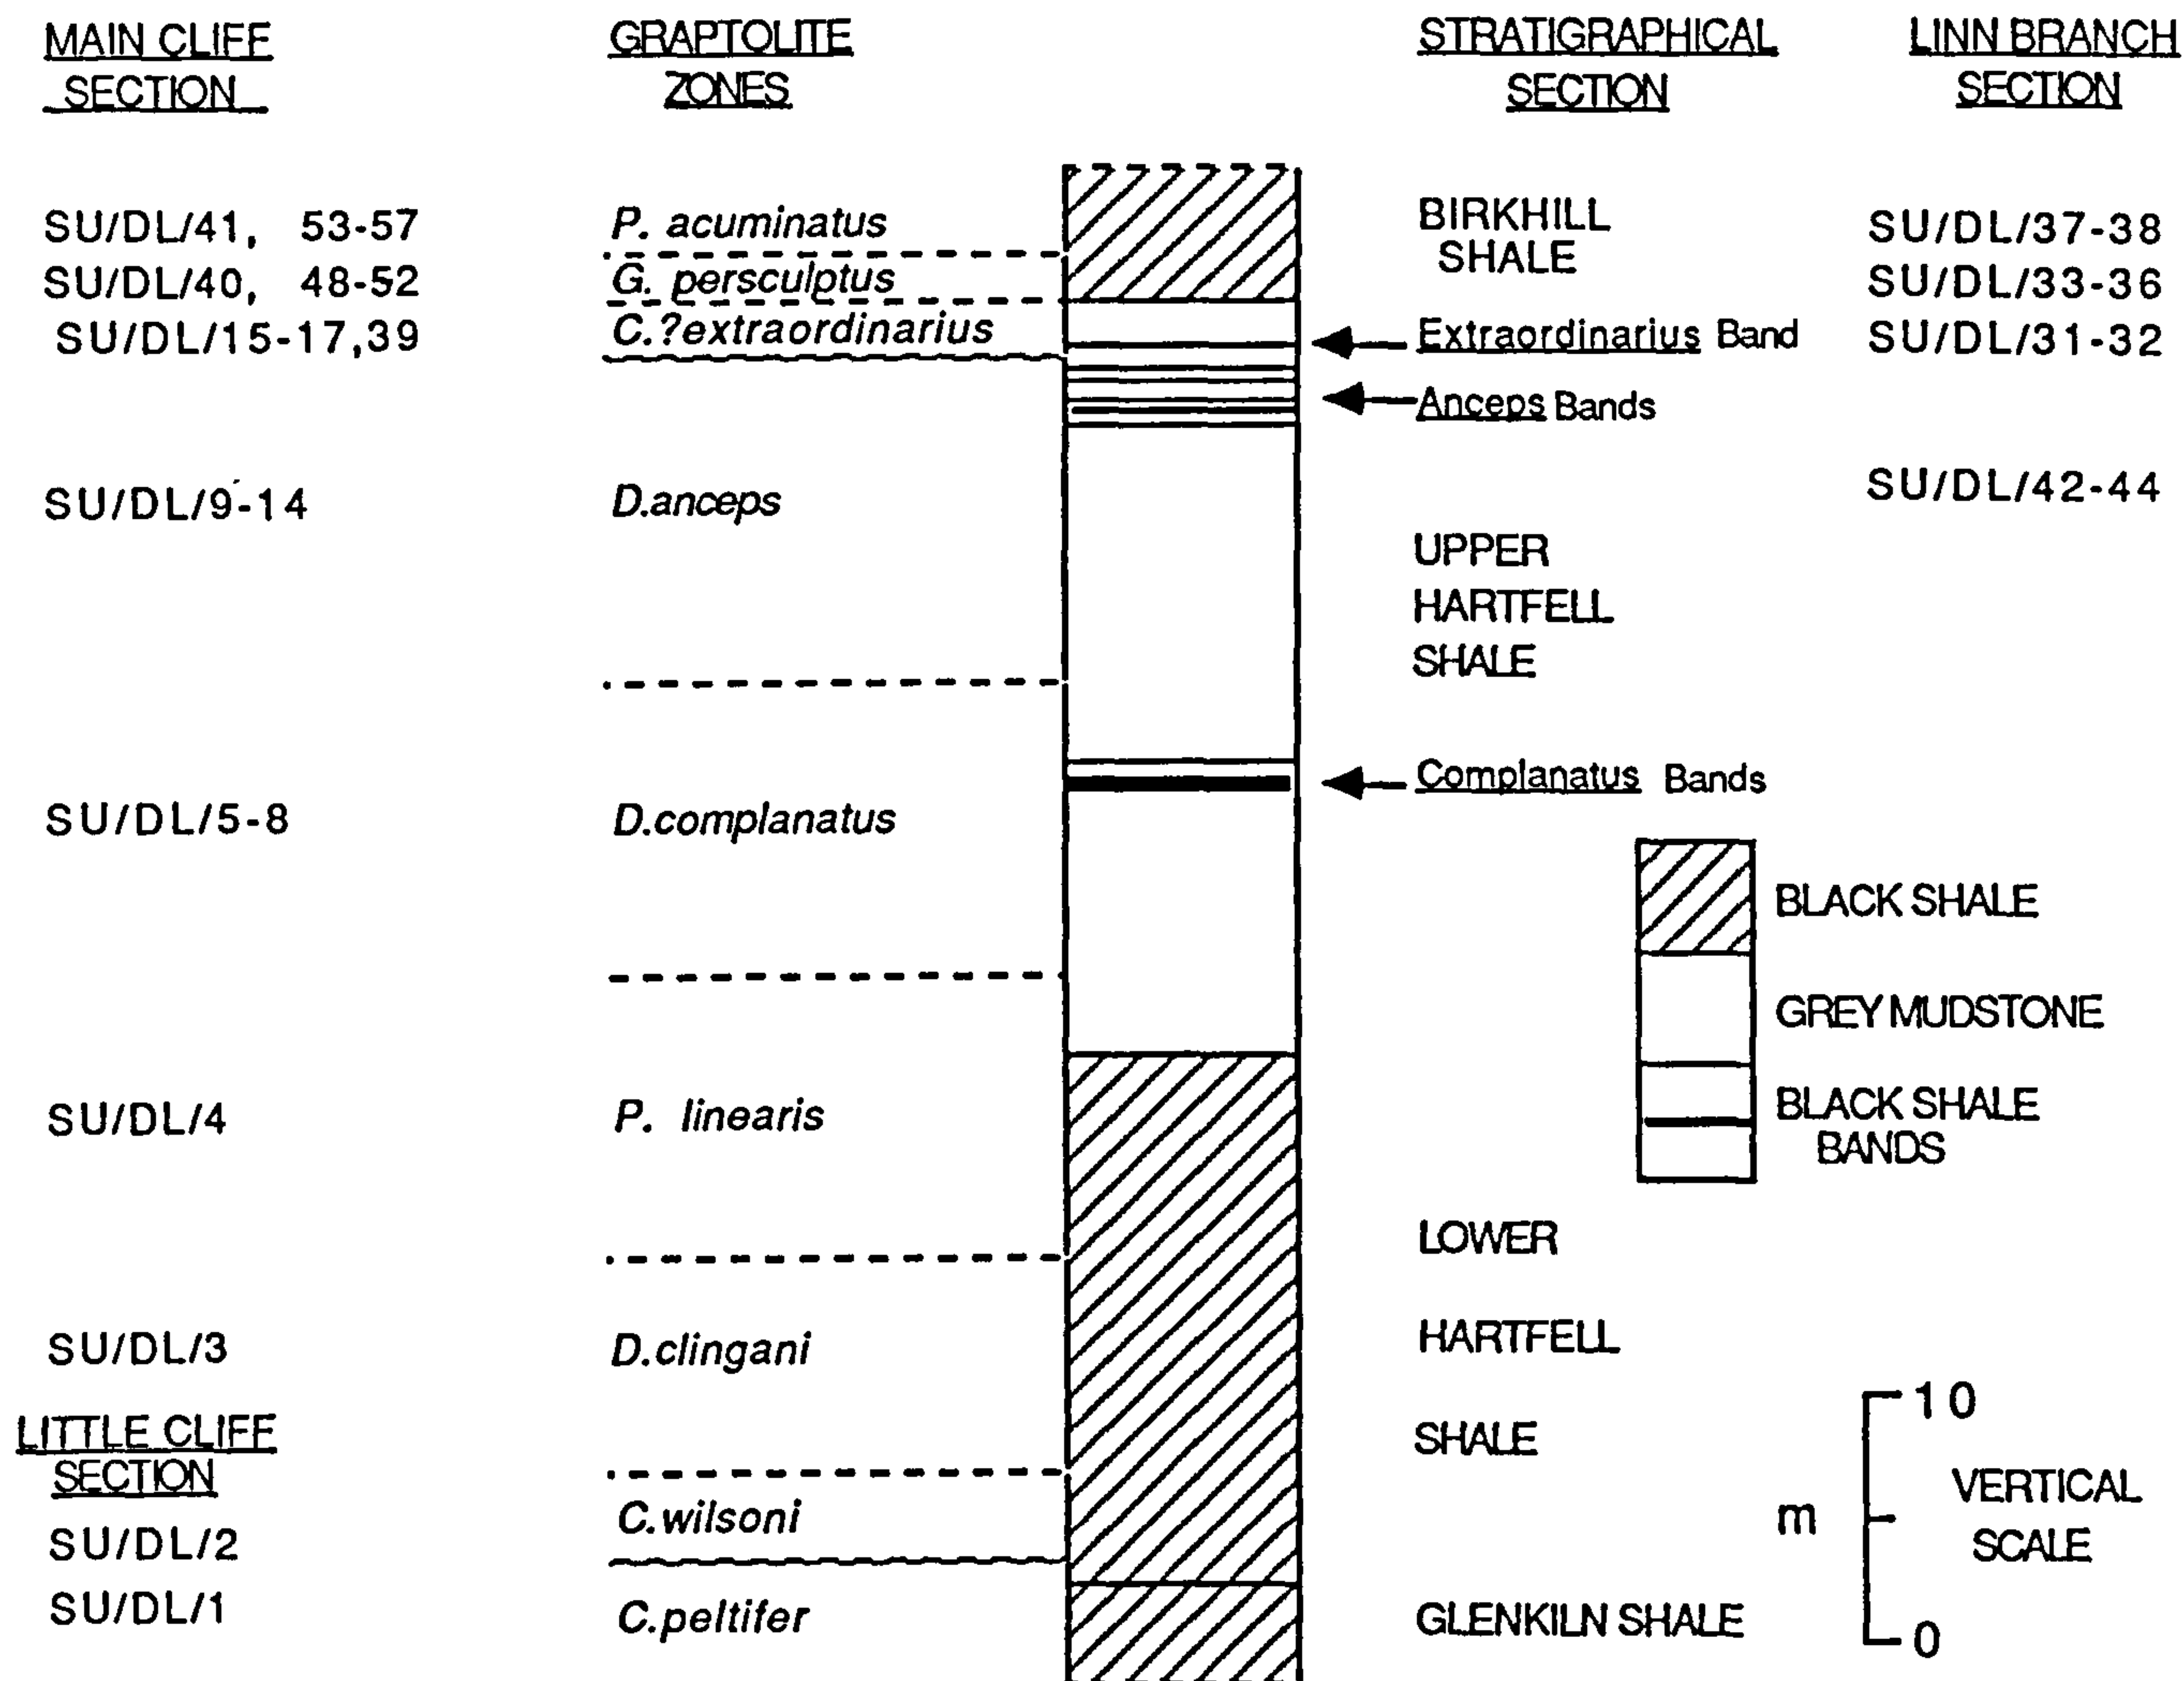 MAIN CLIFF
SECTION
GRAPTOLITE
ZONES
STRATIGRAPHICAL
SECTION
LINN BRANCH
SECTION
SU/DL/41, 53-57
P. acuminatus
BIRKHILL
SHALE
SU/DL/37-38
SU/DL/40, 48-52
G. persculptus
SU/DL/33-36
SU/DL/15-17,39
C.?extraordinarius
Extraordinarius Band
SU/DL/31-32
Anceps Bands
SU/DL/9-14
D.anceps
SU/DL/42-44
UPPER
HARTFELL
SHALE
Complanatus Bands
SU/DL/5-8
D.complanatus
BLACK SHALE
GREY MUDSTONE
BLACK SHALE
BANDS
SU/DL/4
P. linearis
LOWER
HARTFELL
SHALE
SU/DL/3
D.clingani
LITTLE CLIFF
SECTION
SU/DL/2
C.wilsoni
SU/DL/1
C.peltifer
GLENKILN SHALE
10
m
VERTICAL
SCALE
0